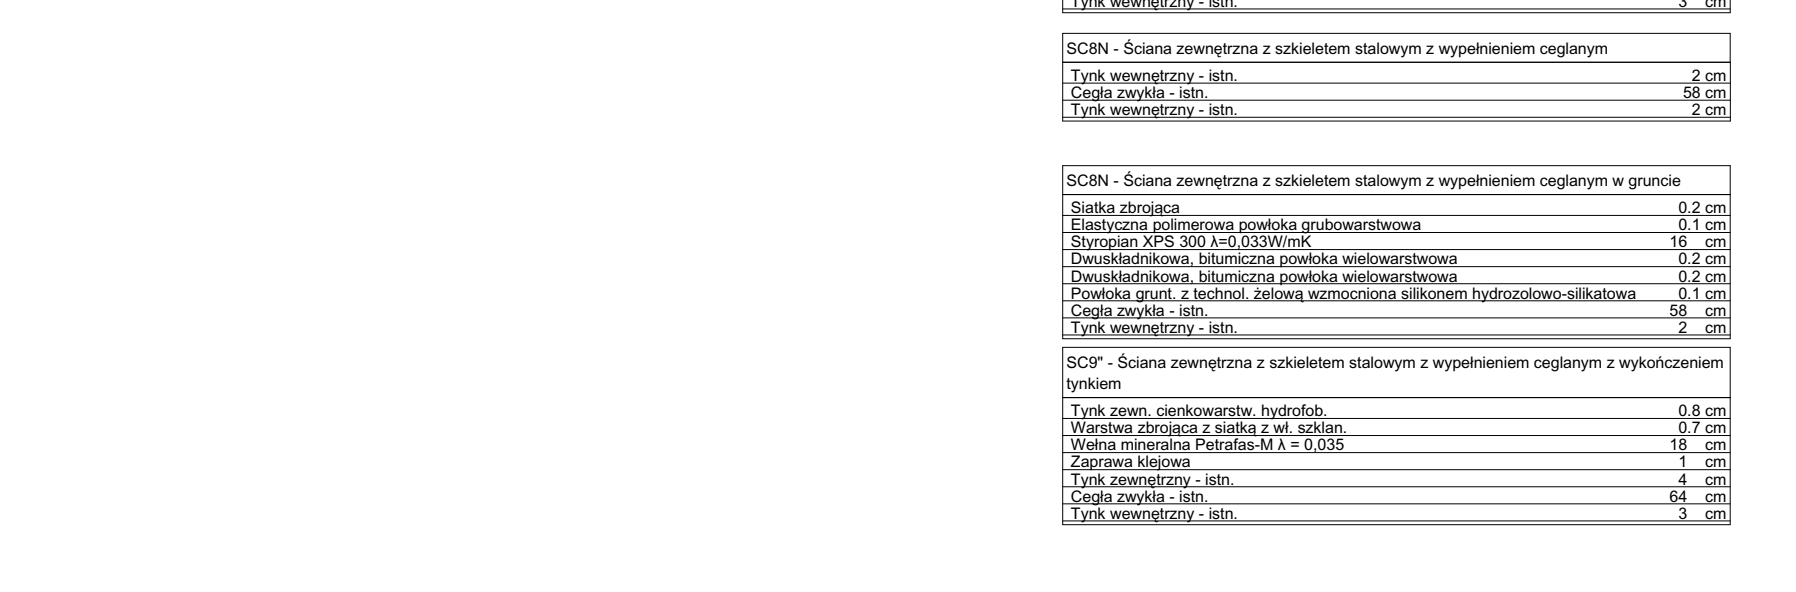 Tynk wewnętrzny - istn. 3 cm
SC8N - Ściana zewnętrzna z szkieletem stalowym z wypełnieniem ceglanym
Tynk wewnętrzny - istn. 2 cm
Cegła zwykła - istn. 58 cm
Tynk wewnętrzny - istn. 2 cm
SC8N - Ściana zewnętrzna z szkieletem stalowym z wypełnieniem ceglanym w gruncie
Siatka zbrojąca 0.2 cm
Elastyczna polimerowa powłoka grubowarstwowa 0.1 cm
Styropian XPS 300 λ=0,033W/mK 16 cm
Dwuskładnikowa, bitumiczna powłoka wielowarstwowa 0.2 cm
Dwuskładnikowa, bitumiczna powłoka wielowarstwowa 0.2 cm
Powłoka grunt. z technol. żelową wzmocniona silikonem hydrozolowo-silikatowa 0.1 cm
Cegła zwykła - istn. 58 cm
Tynk wewnętrzny - istn. 2 cm
SC9" - Ściana zewnętrzna z szkieletem stalowym z wypełnieniem ceglanym z wykończeniem
tynkiem
Tynk zewn. cienkowarstw. hydrofob. 0.8 cm
Warstwa zbrojąca z siatką z wł. szklan. 0.7 cm
Wełna mineralna Petrafas-M λ = 0,035 18 cm
Zaprawa klejowa 1 cm
Tynk zewnętrzny - istn. 4 cm
Cegła zwykła - istn. 64 cm
Tynk wewnętrzny - istn. 3 cm